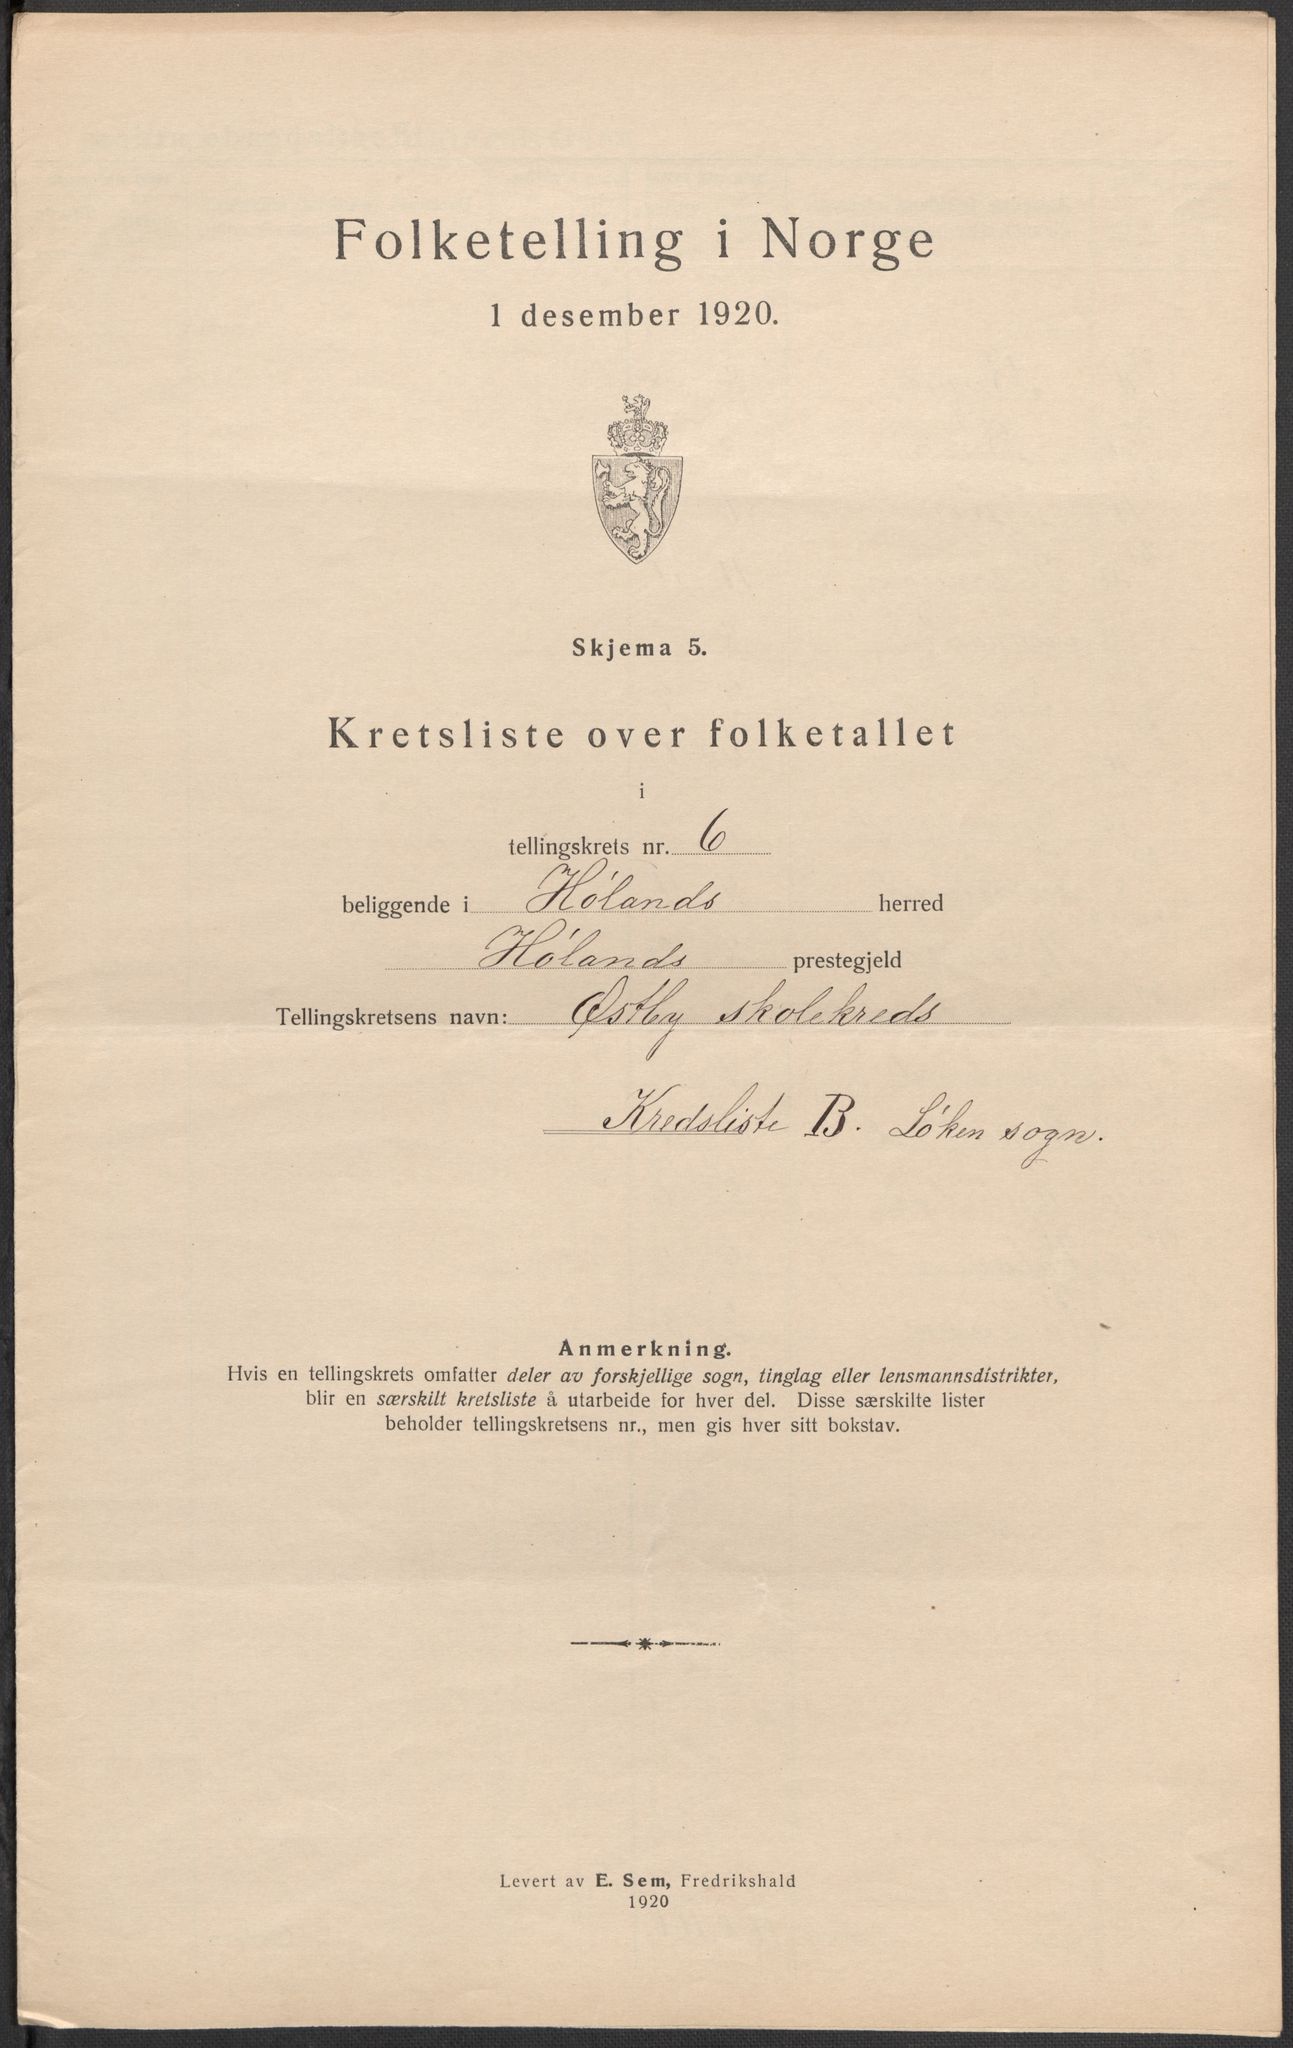 Folketelling i Norge
1 desember 1920.
Skjema 5.
Kretsliste over folketallet
i
tellingskrets nr. 6
beliggende i Hølands herred
Hølands prestegjeld
Tellingskretsens navn: Østby skolekreds
Kredsliste B. Løken sogn.
Anmerkning.
Hvis en tellingskrets omfatter deler av forskjellige sogn, tinglag eller lensmannsdistrikter,
blir en særskilt kretsliste å utarbeide for hver del. Disse særskilte lister
beholder tellingskretsens nr., men gis hver sitt bokstav.
Levert av E. Sem, Fredrikshald
1920